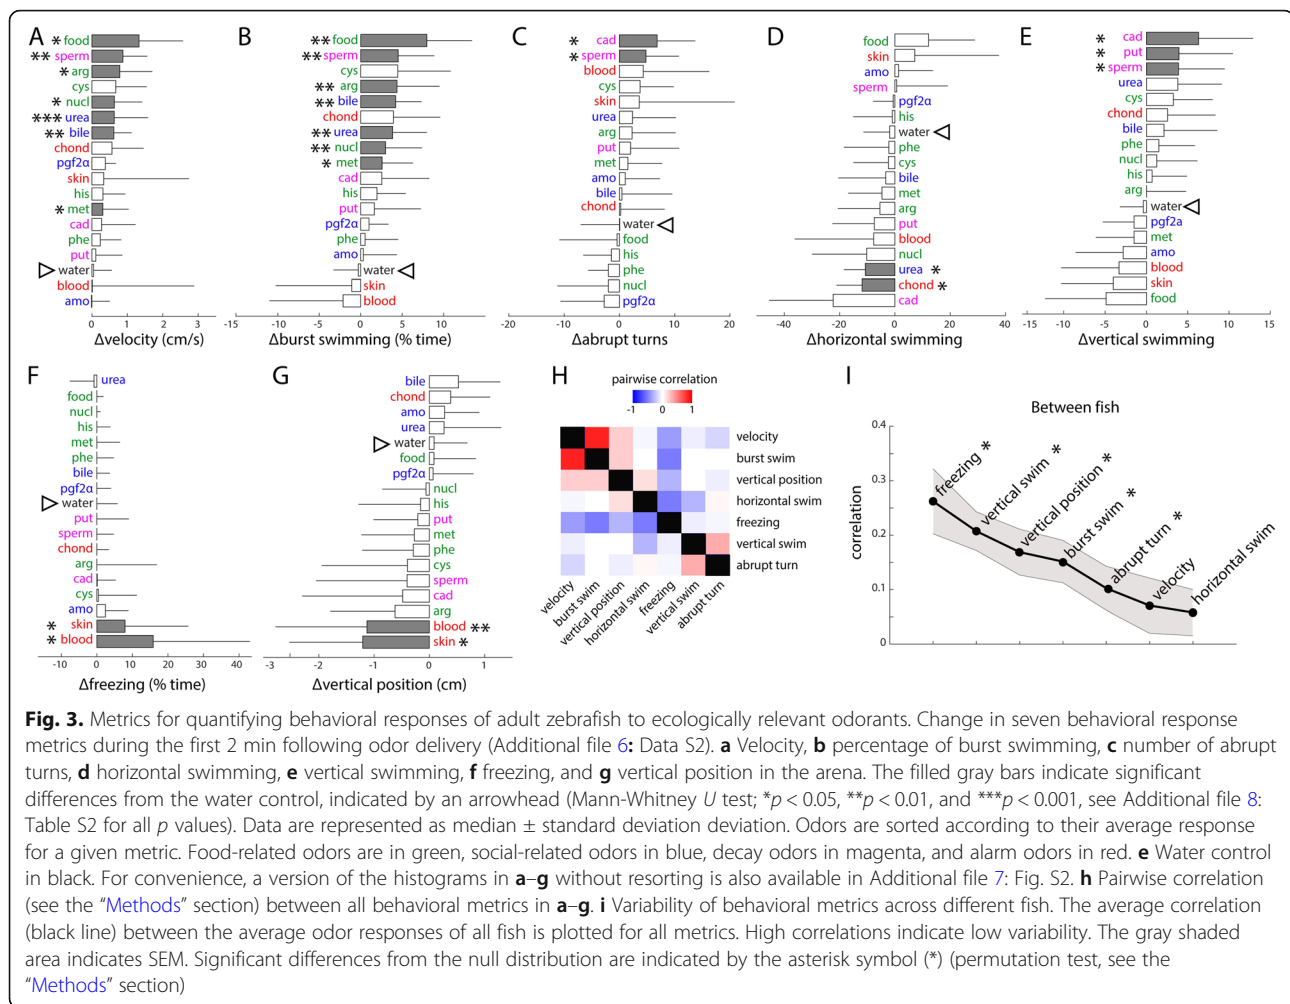 A
* food
** sperm
* arg
cys
* nucl
*** urea
** bile
chond
pgf2α
skin
his
* met
cad
phe
put
water
blood
amo
0 1 2 3
Δvelocity (cm/s)
B
** food
** sperm
cys
** arg
** bile
chond
** urea
** nucl
* met
cad
his
put
pgf2α
phe
amo
water
skin
blood
-15 -10 -5 0 5 10 15
Δburst swimming (% time)
C
* cad
* sperm
blood
cys
skin
urea
arg
put
met
amo
bile
chond
water
food
his
phe
nucl
pgf2α
-20 -10 0 10 20
Δabrupt turns
D
food
skin
amo
sperm
pgf2α
his
water
phe
cys
bile
met
arg
put
blood
nucl
urea *
chond *
cad
-40 -20 0 20 40
Δhorizontal swimming
E
* cad
* put
* sperm
urea
cys
chond
bile
phe
nucl
his
arg
water
pgf2a
met
amo
blood
skin
food
-15 -10 -5 0 5 10 15
Δvertical swimming
F
urea
food
nucl
his
met
phe
bile
pgf2α
water
put
sperm
chond
arg
cad
cys
amo
* skin
* blood
-10 0 10 20 30 40
Δfreezing (% time)
G
bile
chond
amo
urea
water
food
pgf2α
nucl
his
put
met
phe
cys
sperm
cad
arg
blood **
skin *
-3 -2 -1 0 1
Δvertical position (cm)
H
pairwise correlation
-1 0 1
velocity
burst swim
vertical position
horizontal swim
freezing
vertical swim
abrupt turn
velocity
burst swim
vertical position
horizontal swim
freezing
vertical swim
abrupt turn
I
Between fish
0.4
0.3
0.2
0.1
0
correlation
freezing *
vertical swim *
vertical position *
burst swim *
abrupt turn *
velocity
horizontal swim
Fig. 3. Metrics for quantifying behavioral responses of adult zebrafish to ecologically relevant odorants. Change in seven behavioral response
metrics during the first 2 min following odor delivery (Additional file 6: Data S2). a Velocity, b percentage of burst swimming, c number of abrupt
turns, d horizontal swimming, e vertical swimming, f freezing, and g vertical position in the arena. The filled gray bars indicate significant
differences from the water control, indicated by an arrowhead (Mann-Whitney U test; *p < 0.05, **p < 0.01, and ***p < 0.001, see Additional file 8:
Table S2 for all p values). Data are represented as median ± standard deviation deviation. Odors are sorted according to their average response
for a given metric. Food-related odors are in green, social-related odors in blue, decay odors in magenta, and alarm odors in red. e Water control
in black. For convenience, a version of the histograms in a–g without resorting is also available in Additional file 7: Fig. S2. h Pairwise correlation
(see the “Methods” section) between all behavioral metrics in a–g. i Variability of behavioral metrics across different fish. The average correlation
(black line) between the average odor responses of all fish is plotted for all metrics. High correlations indicate low variability. The gray shaded
area indicates SEM. Significant differences from the null distribution are indicated by the asterisk symbol (*) (permutation test, see the
“Methods” section)